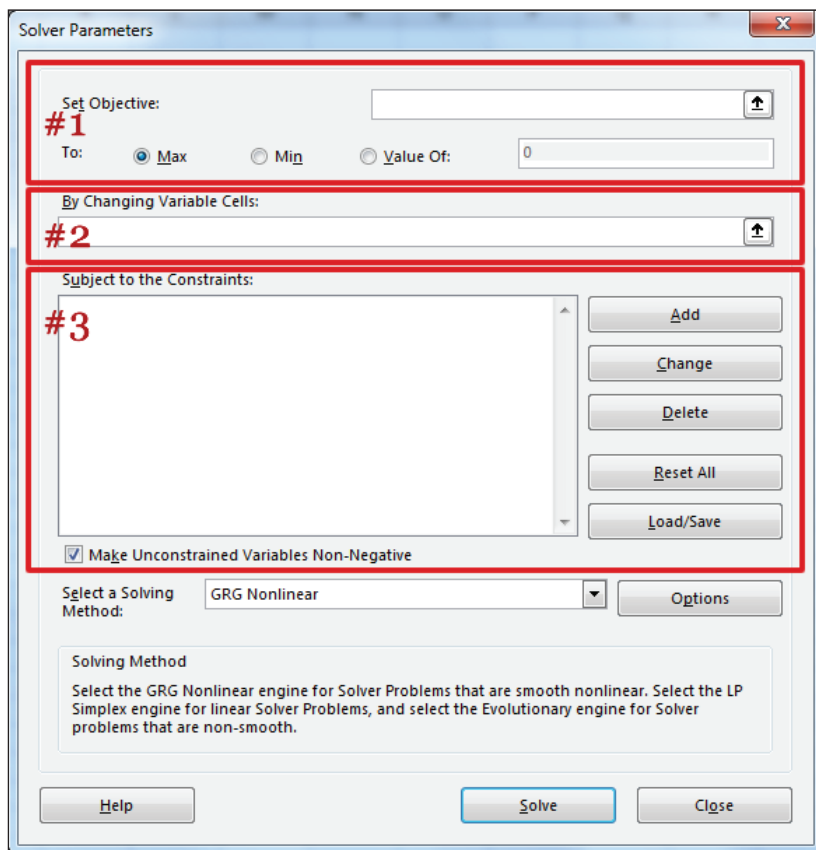 Solver Parameters
Set Objective:
#1
To: Max Min Value Of: 0
By Changing Variable Cells:
#2
Subject to the Constraints:
#3
Add
Change
Delete
Reset All
Load/Save
Make Unconstrained Variables Non-Negative
Select a Solving
Method:
GRG Nonlinear
Options
Solving Method
Select the GRG Nonlinear engine for Solver Problems that are smooth nonlinear. Select the LP
Simplex engine for linear Solver Problems, and select the Evolutionary engine for Solver
problems that are non-smooth.
Help Solve Close